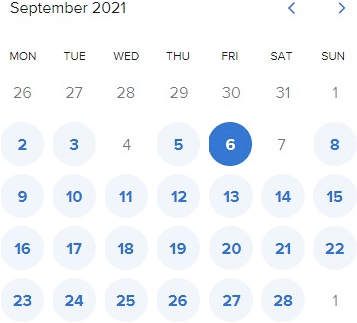 September 2021
MON TUE WED THU FRI SAT SUN
26 27 28 29 30 31 1
2 3 4 5 6 7 8
9 10 11 12 13 14 15
16 17 18 19 20 21 22
23 24 25 26 27 28 1